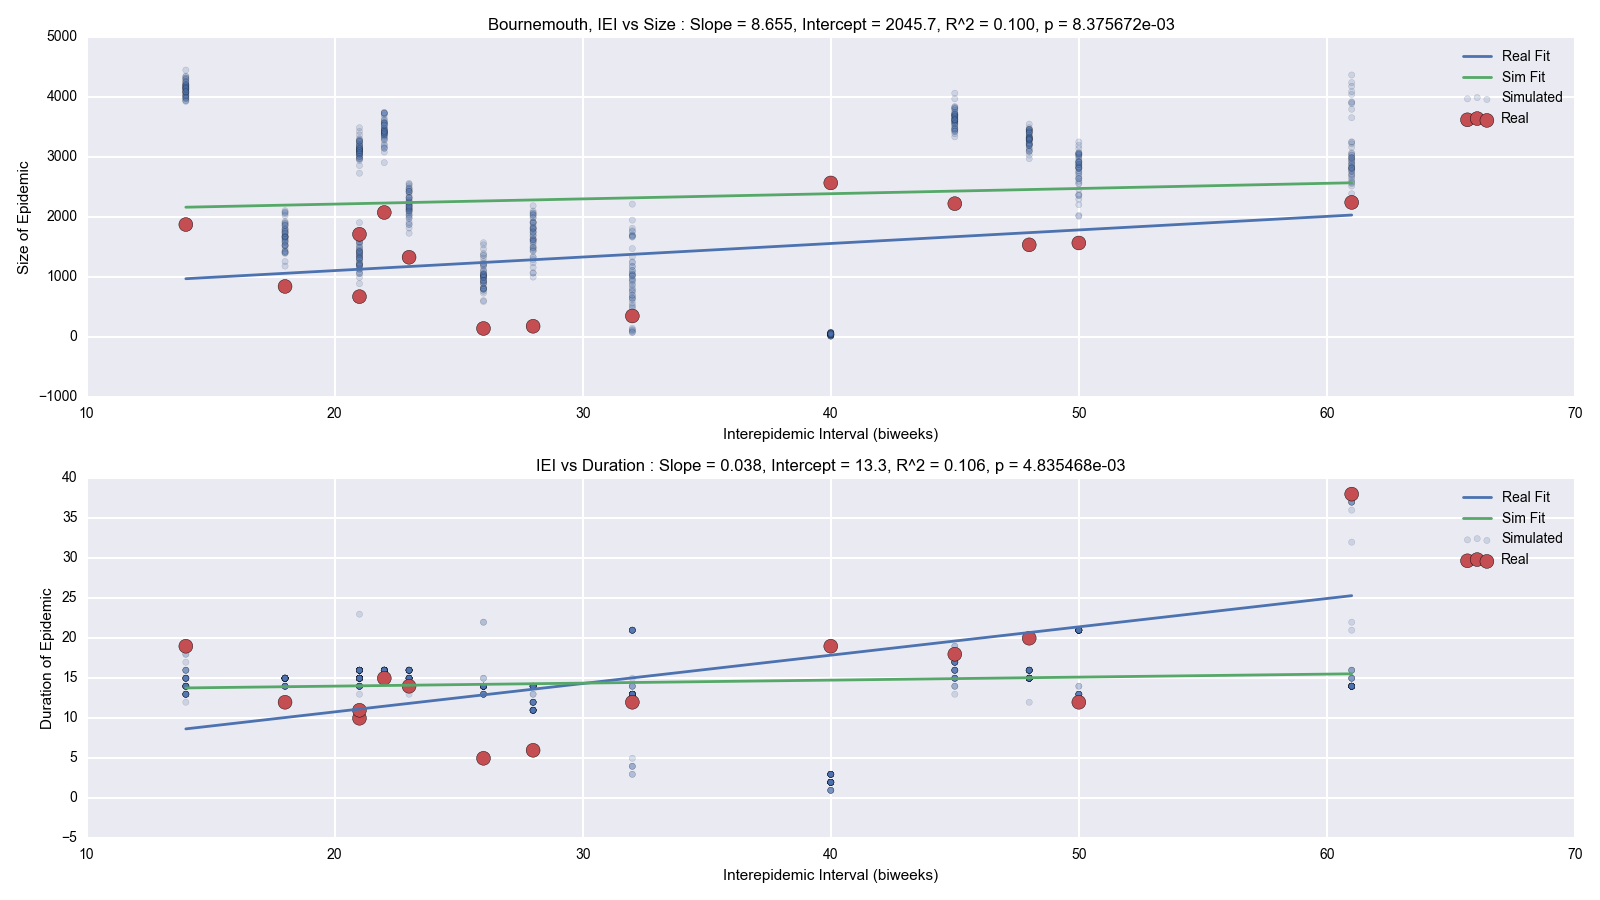 Bournemouth, IEI vs Size : Slope = 8.655, Intercept = 2045.7, R^2 = 0.100, p = 8.375672e-03
5000
4000
3000
2000
1000
0
−1000
Size of Epidemic
Real Fit
Sim Fit
Simulated
Real
10 20 30 40 50 60 70
Interepidemic Interval (biweeks)
IEI vs Duration : Slope = 0.038, Intercept = 13.3, R^2 = 0.106, p = 4.835468e-03
40
35
30
25
20
15
10
5
0
−5
Duration of Epidemic
Real Fit
Sim Fit
Simulated
Real
10 20 30 40 50 60 70
Interepidemic Interval (biweeks)